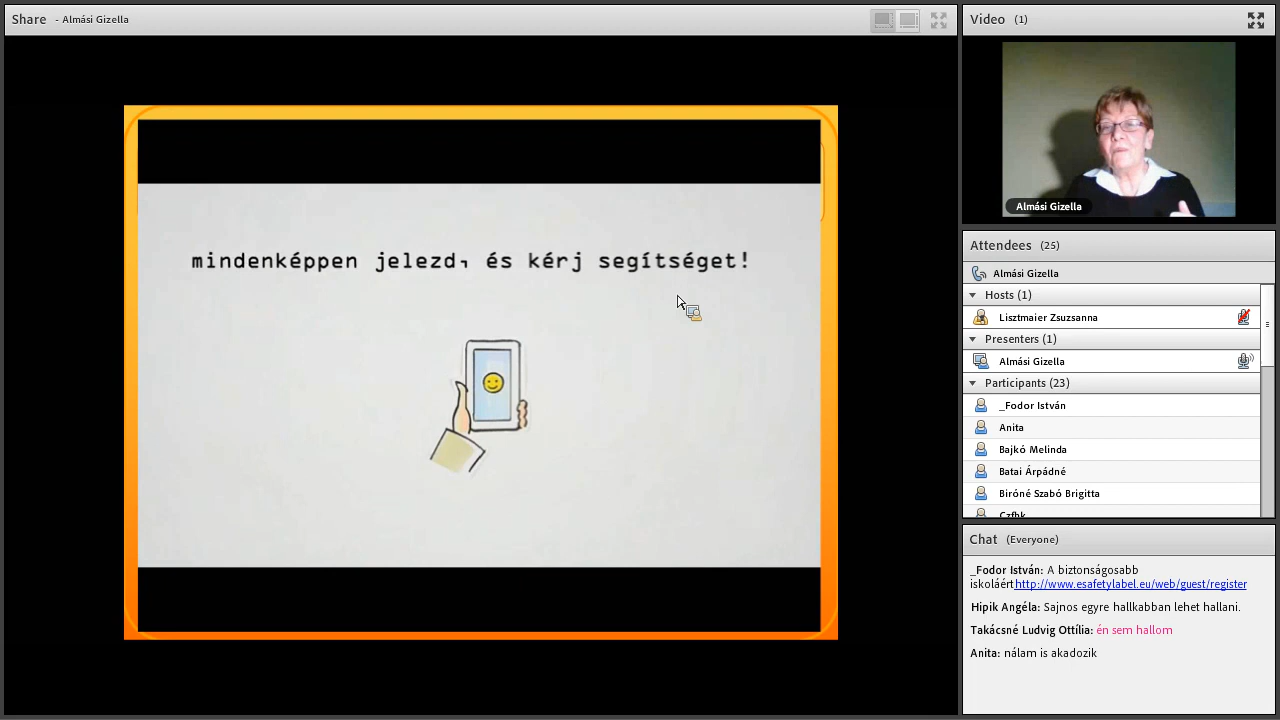 Share - Almási Gizella
mindenképpen jelezd, és kérj segítséget!
Video (1)
Almási Gizella
Attendees (25)
Almási Gizella
Hosts (1)
Lisztmaier Zsuzsanna
Presenters (1)
Almási Gizella
Participants (23)
_Fodor István
Anita
Bajkó Melinda
Batai Árpádné
Biróné Szabó Brigitta
Czfbk
Chat (Everyone)
_Fodor István: A biztonságosabb
iskoláért http://www.esafetylabel.eu/web/guest/register
Hipik Angéla: Sajnos egyre hallkabban lehet hallani.
Takácsné Ludvig Ottília: én sem hallom
Anita: nálam is akadozik